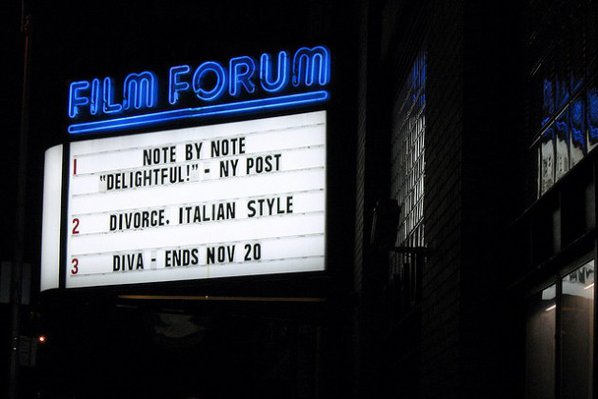 FILM FORUM
1 NOTE BY NOTE
"DELIGHTFUL!" - NY POST
2 DIVORCE. ITALIAN STYLE
3 DIVA - ENDS NOV 20